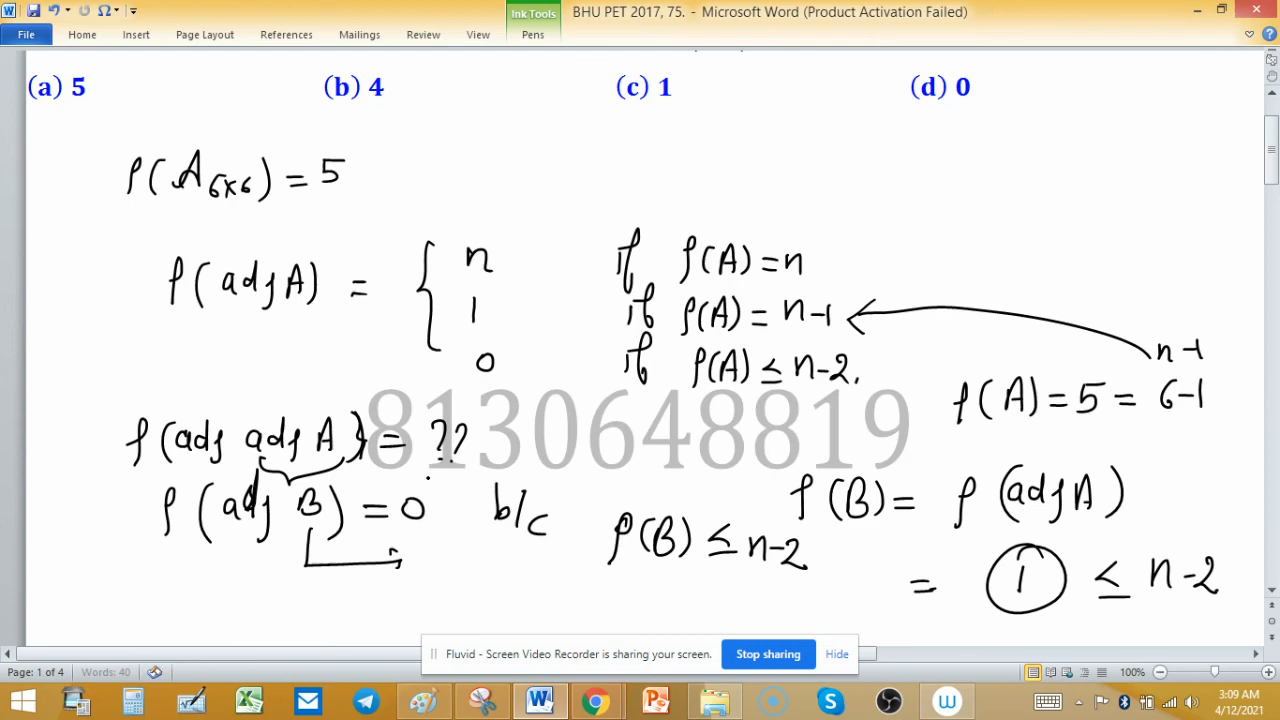 Ink Tools
BHU PET 2017, 75. - Microsoft Word (Product Activation Failed)
File Home Insert Page Layout References Mailings Review View Pens
(a) 5 (b) 4 (c) 1 (d) 0
ρ(A6×6) = 5
ρ(adj A) = { n if ρ(A) = n
1 if ρ(A) = n-1
0 if ρ(A) ≤ n-2.
n-1
ρ(A) = 5 = 6-1
ρ(adj adj A) = ??
8130648819
ρ(adj B) = 0 b/c ρ(B) ≤ n-2
ρ(B) = ρ(adj A)
= 1 ≤ n-2
Fluvid - Screen Video Recorder is sharing your screen. Stop sharing Hide
Page: 1 of 4 Words: 40 100%
3:09 AM
4/12/2021